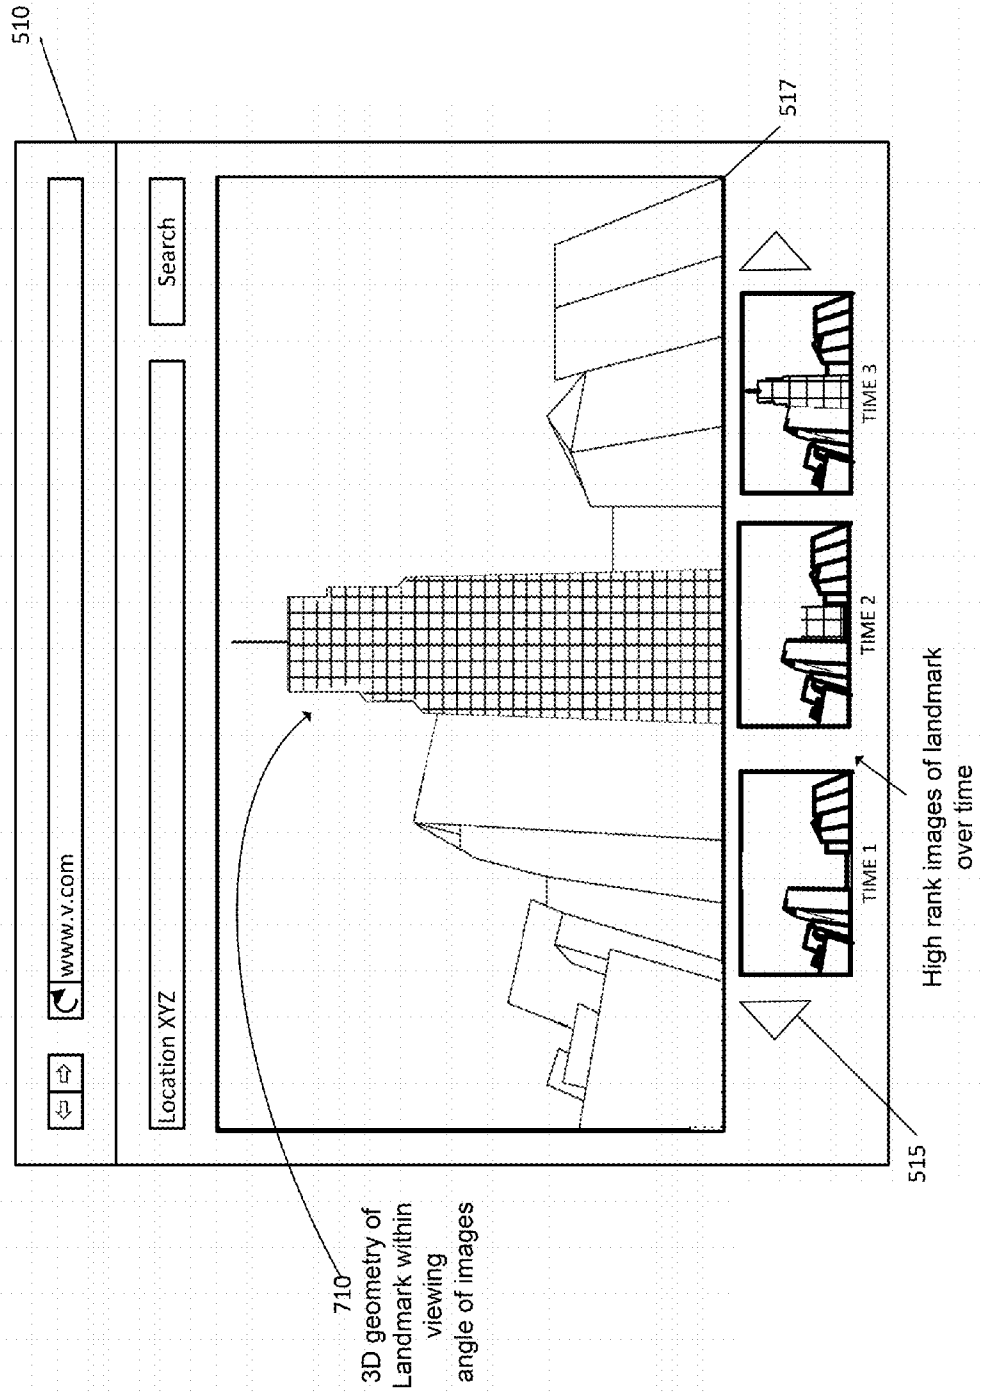 510
www.v.com
Location XYZ
Search
517
710
3D geometry of
Landmark within
viewing
angle of images
TIME 1
TIME 2
TIME 3
515
High rank images of landmark
over time